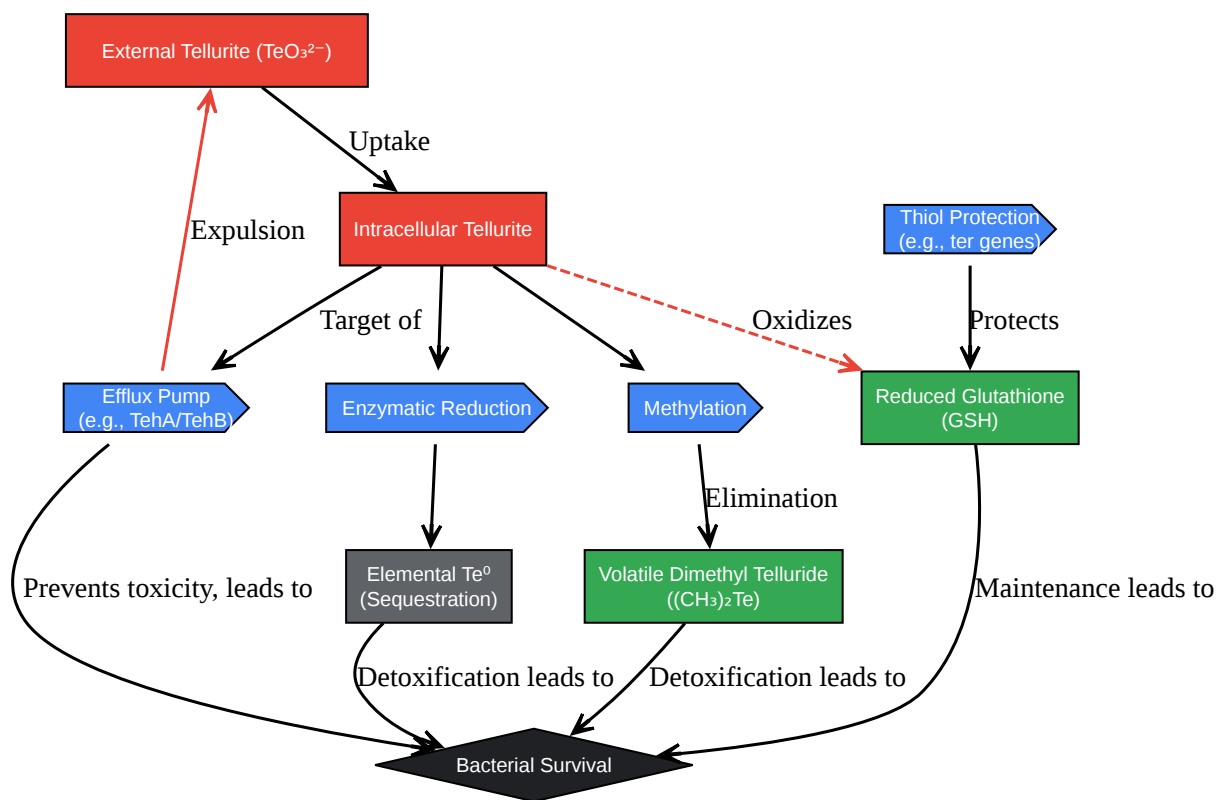 External Tellurite (TeO₃²⁻)
Uptake
Expulsion
Intracellular Tellurite
Thiol Protection
(e.g., ter genes)
Target of
Oxidizes
Protects
Efflux Pump
(e.g., TehA/TehB)
Enzymatic Reduction
Methylation
Reduced Glutathione
(GSH)
Elimination
Elemental Te⁰
(Sequestration)
Volatile Dimethyl Telluride
((CH₃)₂Te)
Prevents toxicity, leads to
Maintenance leads to
Detoxification leads to
Detoxification leads to
Bacterial Survival